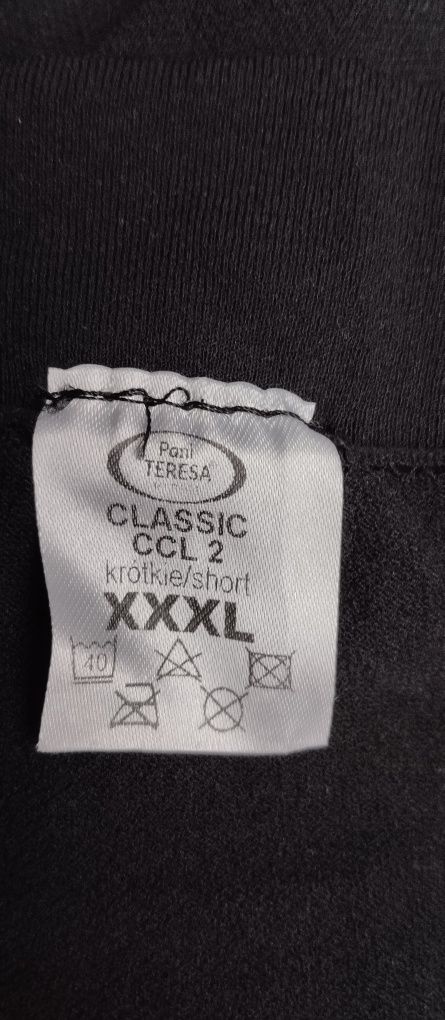 Pani
TERESA®
CLASSIC
CCL 2
krótkie/short
XXXL
40